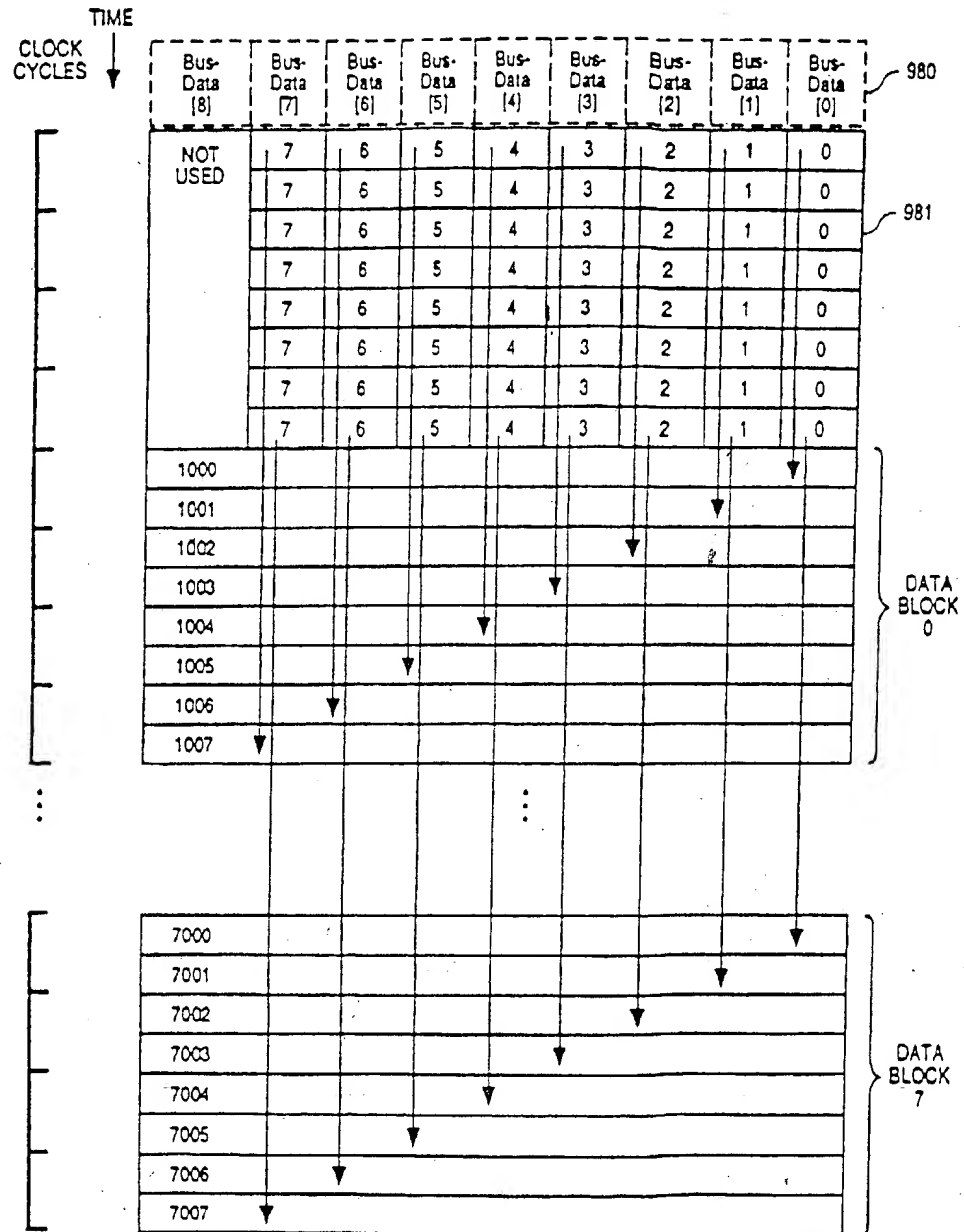 TIME
CLOCK CYCLES
Bus-Data [8] Bus-Data [7] Bus-Data [6] Bus-Data [5] Bus-Data [4] Bus-Data [3] Bus-Data [2] Bus-Data [1] Bus-Data [0]
980
NOT USED
7 6 5 4 3 2 1 0
7 6 5 4 3 2 1 0
981
7 6 5 4 3 2 1 0
7 6 5 4 3 2 1 0
7 6 5 4 3 2 1 0
7 6 5 4 3 2 1 0
7 6 5 4 3 2 1 0
7 6 5 4 3 2 1 0
1000
1001
1002
1003
1004
1005
1006
1007
DATA BLOCK 0
7000
7001
7002
7003
7004
7005
7006
7007
DATA BLOCK 7